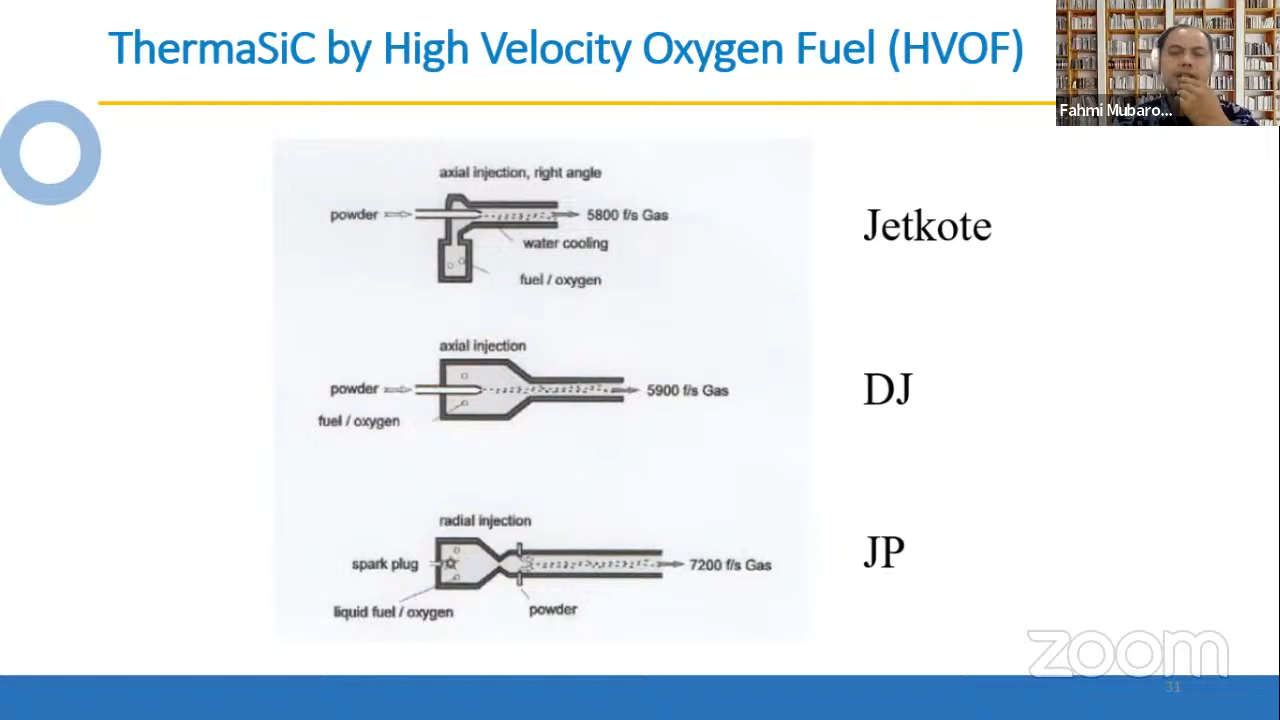 ThermaSiC by High Velocity Oxygen Fuel (HVOF)
Fahmi Mubaro...
axial injection, right angle
powder
5800 f/s Gas
water cooling
fuel / oxygen
Jetkote
axial injection
powder
5900 f/s Gas
fuel / oxygen
DJ
radial injection
spark plug
7200 f/s Gas
liquid fuel / oxygen
powder
JP
zoom
31